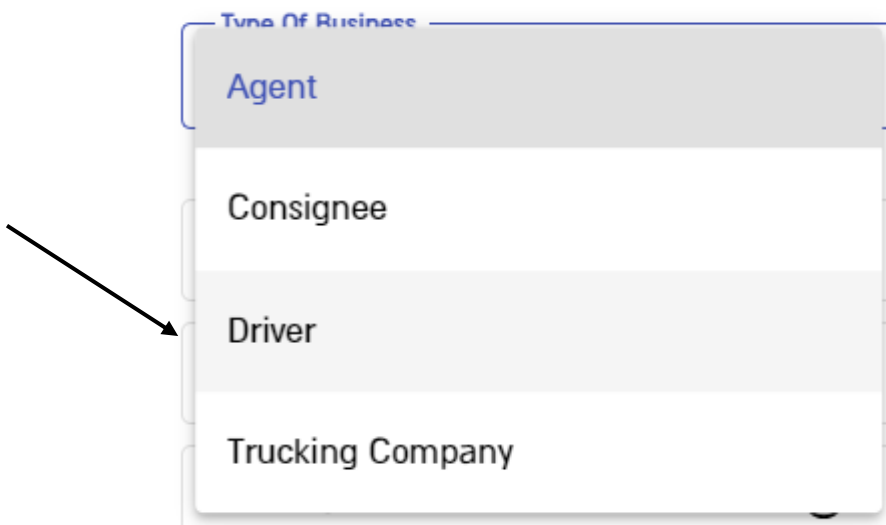 Type Of Business
Agent
Consignee
Driver
Trucking Company